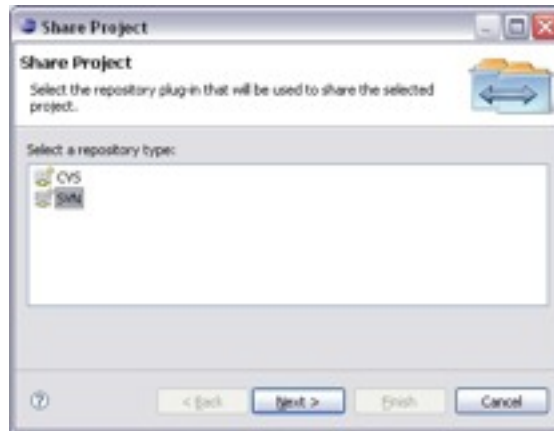 Share Project
Share Project
Select the repository plug-in that will be used to share the selected
project.
Select a repository type:
CVS
SVN
< Back
Next >
Finish
Cancel